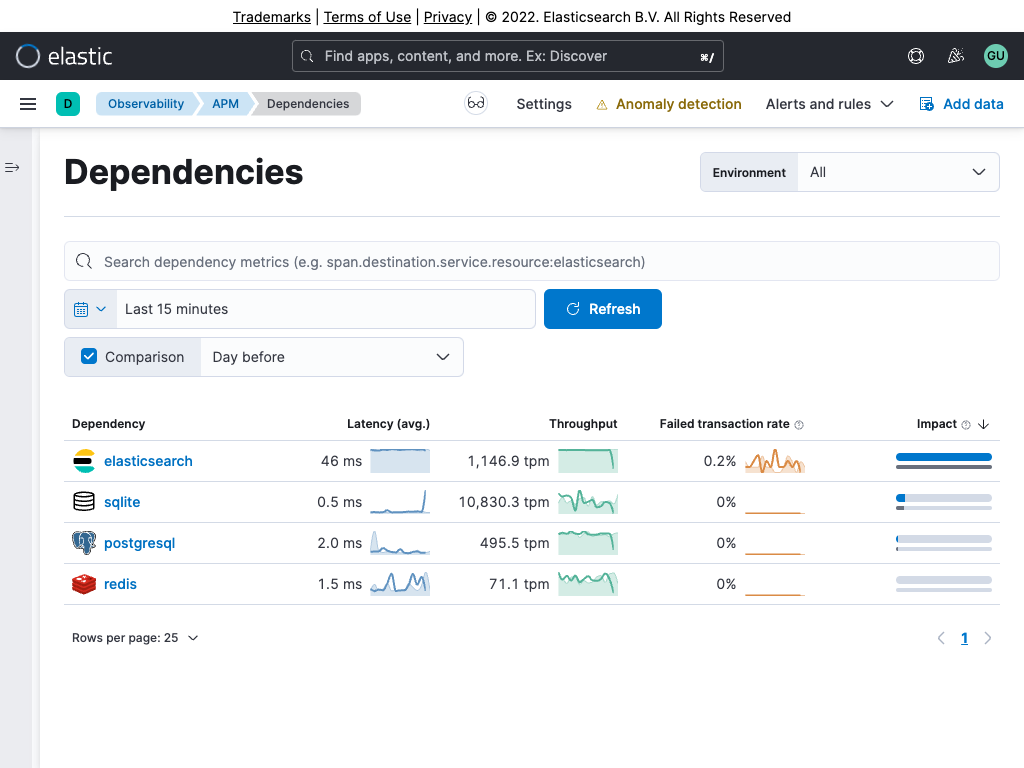 Trademarks | Terms of Use | Privacy | © 2022. Elasticsearch B.V. All Rights Reserved
elastic
Find apps, content, and more. Ex: Discover ⌘/
GU
D
Observability
APM
Dependencies
Settings
Anomaly detection
Alerts and rules
Add data
Dependencies
Environment All
Search dependency metrics (e.g. span.destination.service.resource:elasticsearch)
Last 15 minutes
Refresh
Comparison Day before
Dependency Latency (avg.) Throughput Failed transaction rate Impact
elasticsearch 46 ms 1,146.9 tpm 0.2%
sqlite 0.5 ms 10,830.3 tpm 0%
postgresql 2.0 ms 495.5 tpm 0%
redis 1.5 ms 71.1 tpm 0%
Rows per page: 25
1